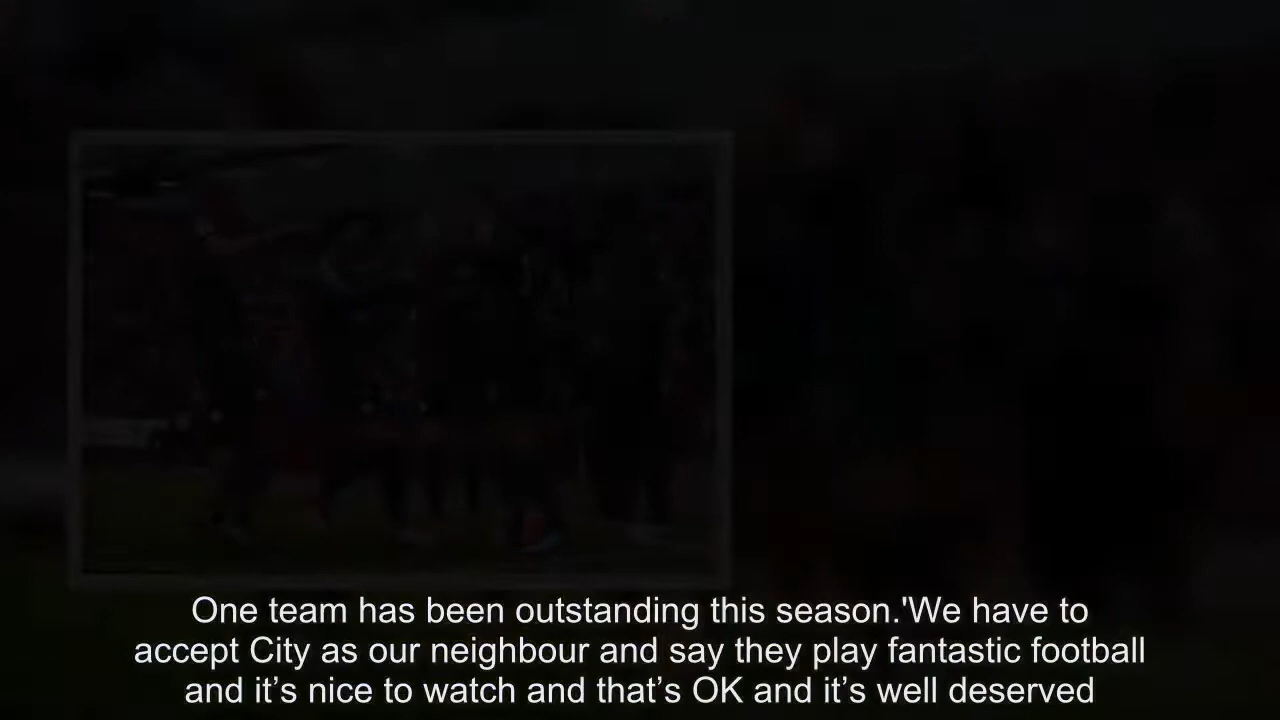 One team has been outstanding this season.'We have to
accept City as our neighbour and say they play fantastic football
and it’s nice to watch and that’s OK and it’s well deserved